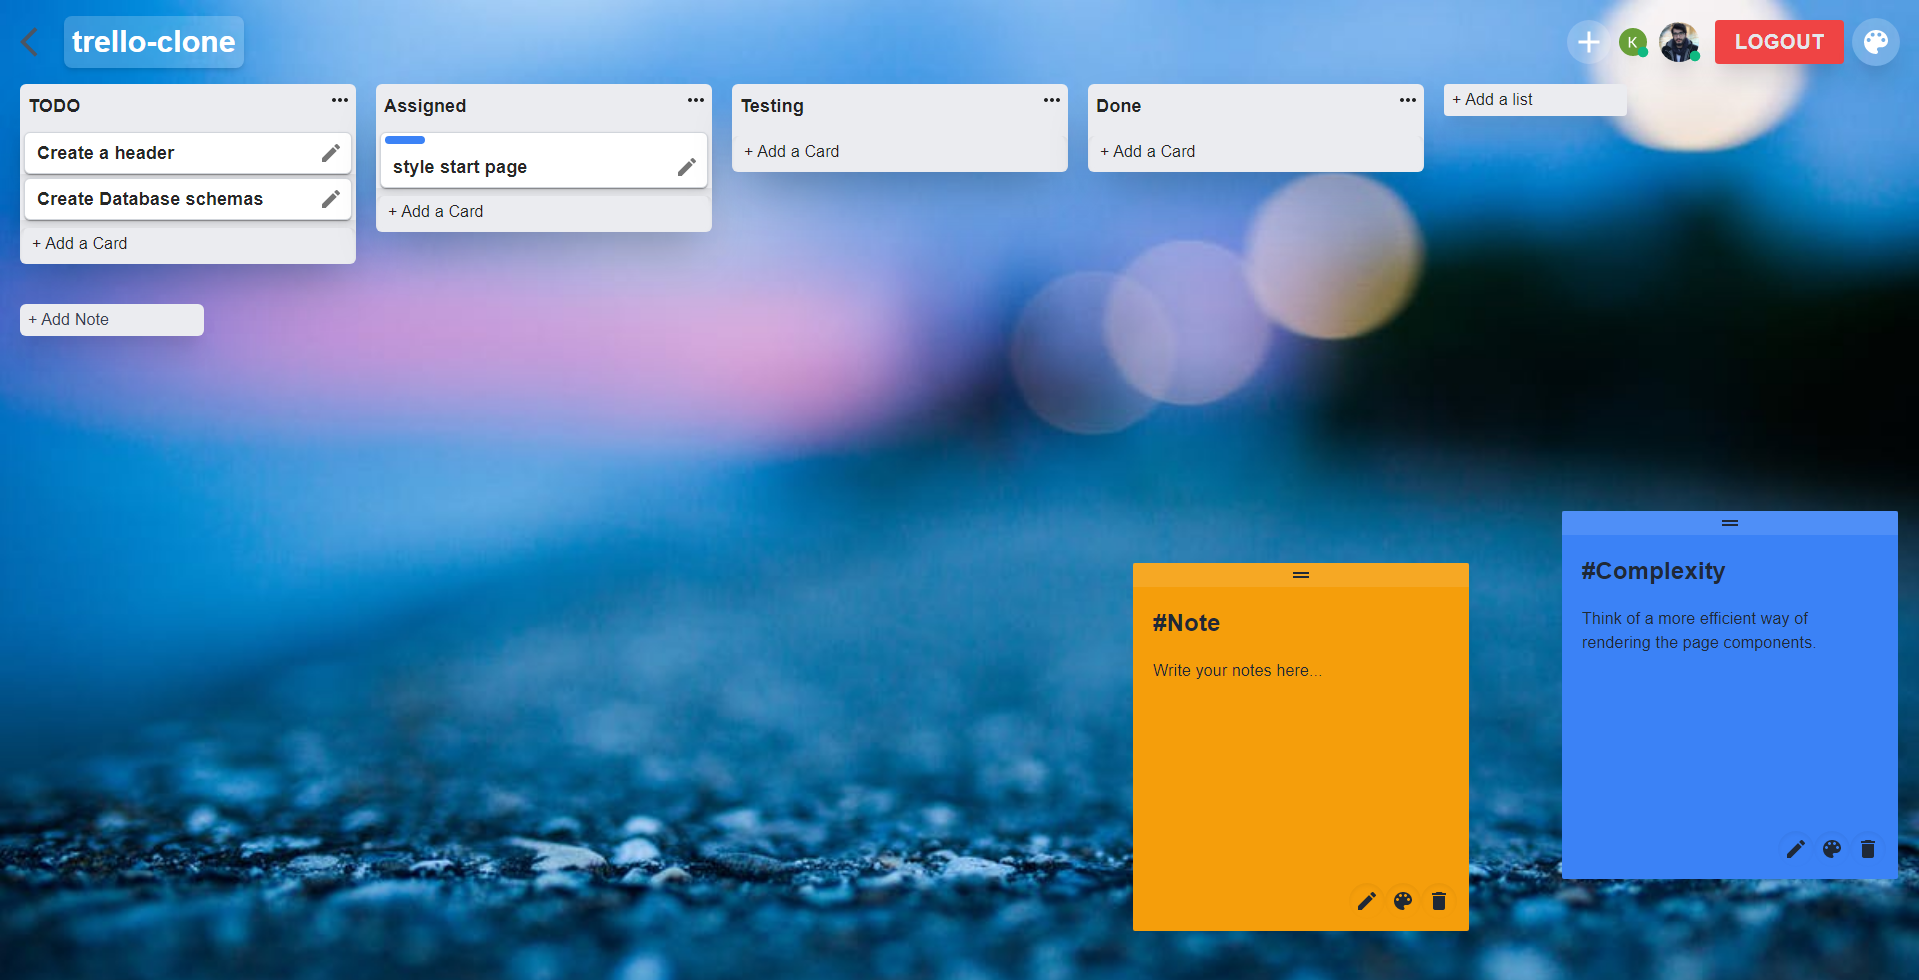 trello-clone
K
LOGOUT
TODO
Create a header
Create Database schemas
+ Add a Card
Assigned
style start page
+ Add a Card
Testing
+ Add a Card
Done
+ Add a Card
+ Add a list
+ Add Note
#Note
Write your notes here...
#Complexity
Think of a more efficient way of
rendering the page components.